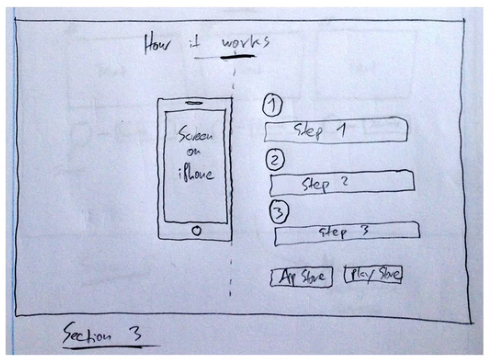 How it works
Screen
on
iPhone
1
Step 1
2
Step 2
3
Step 3
App Store
Play Store
Section 3